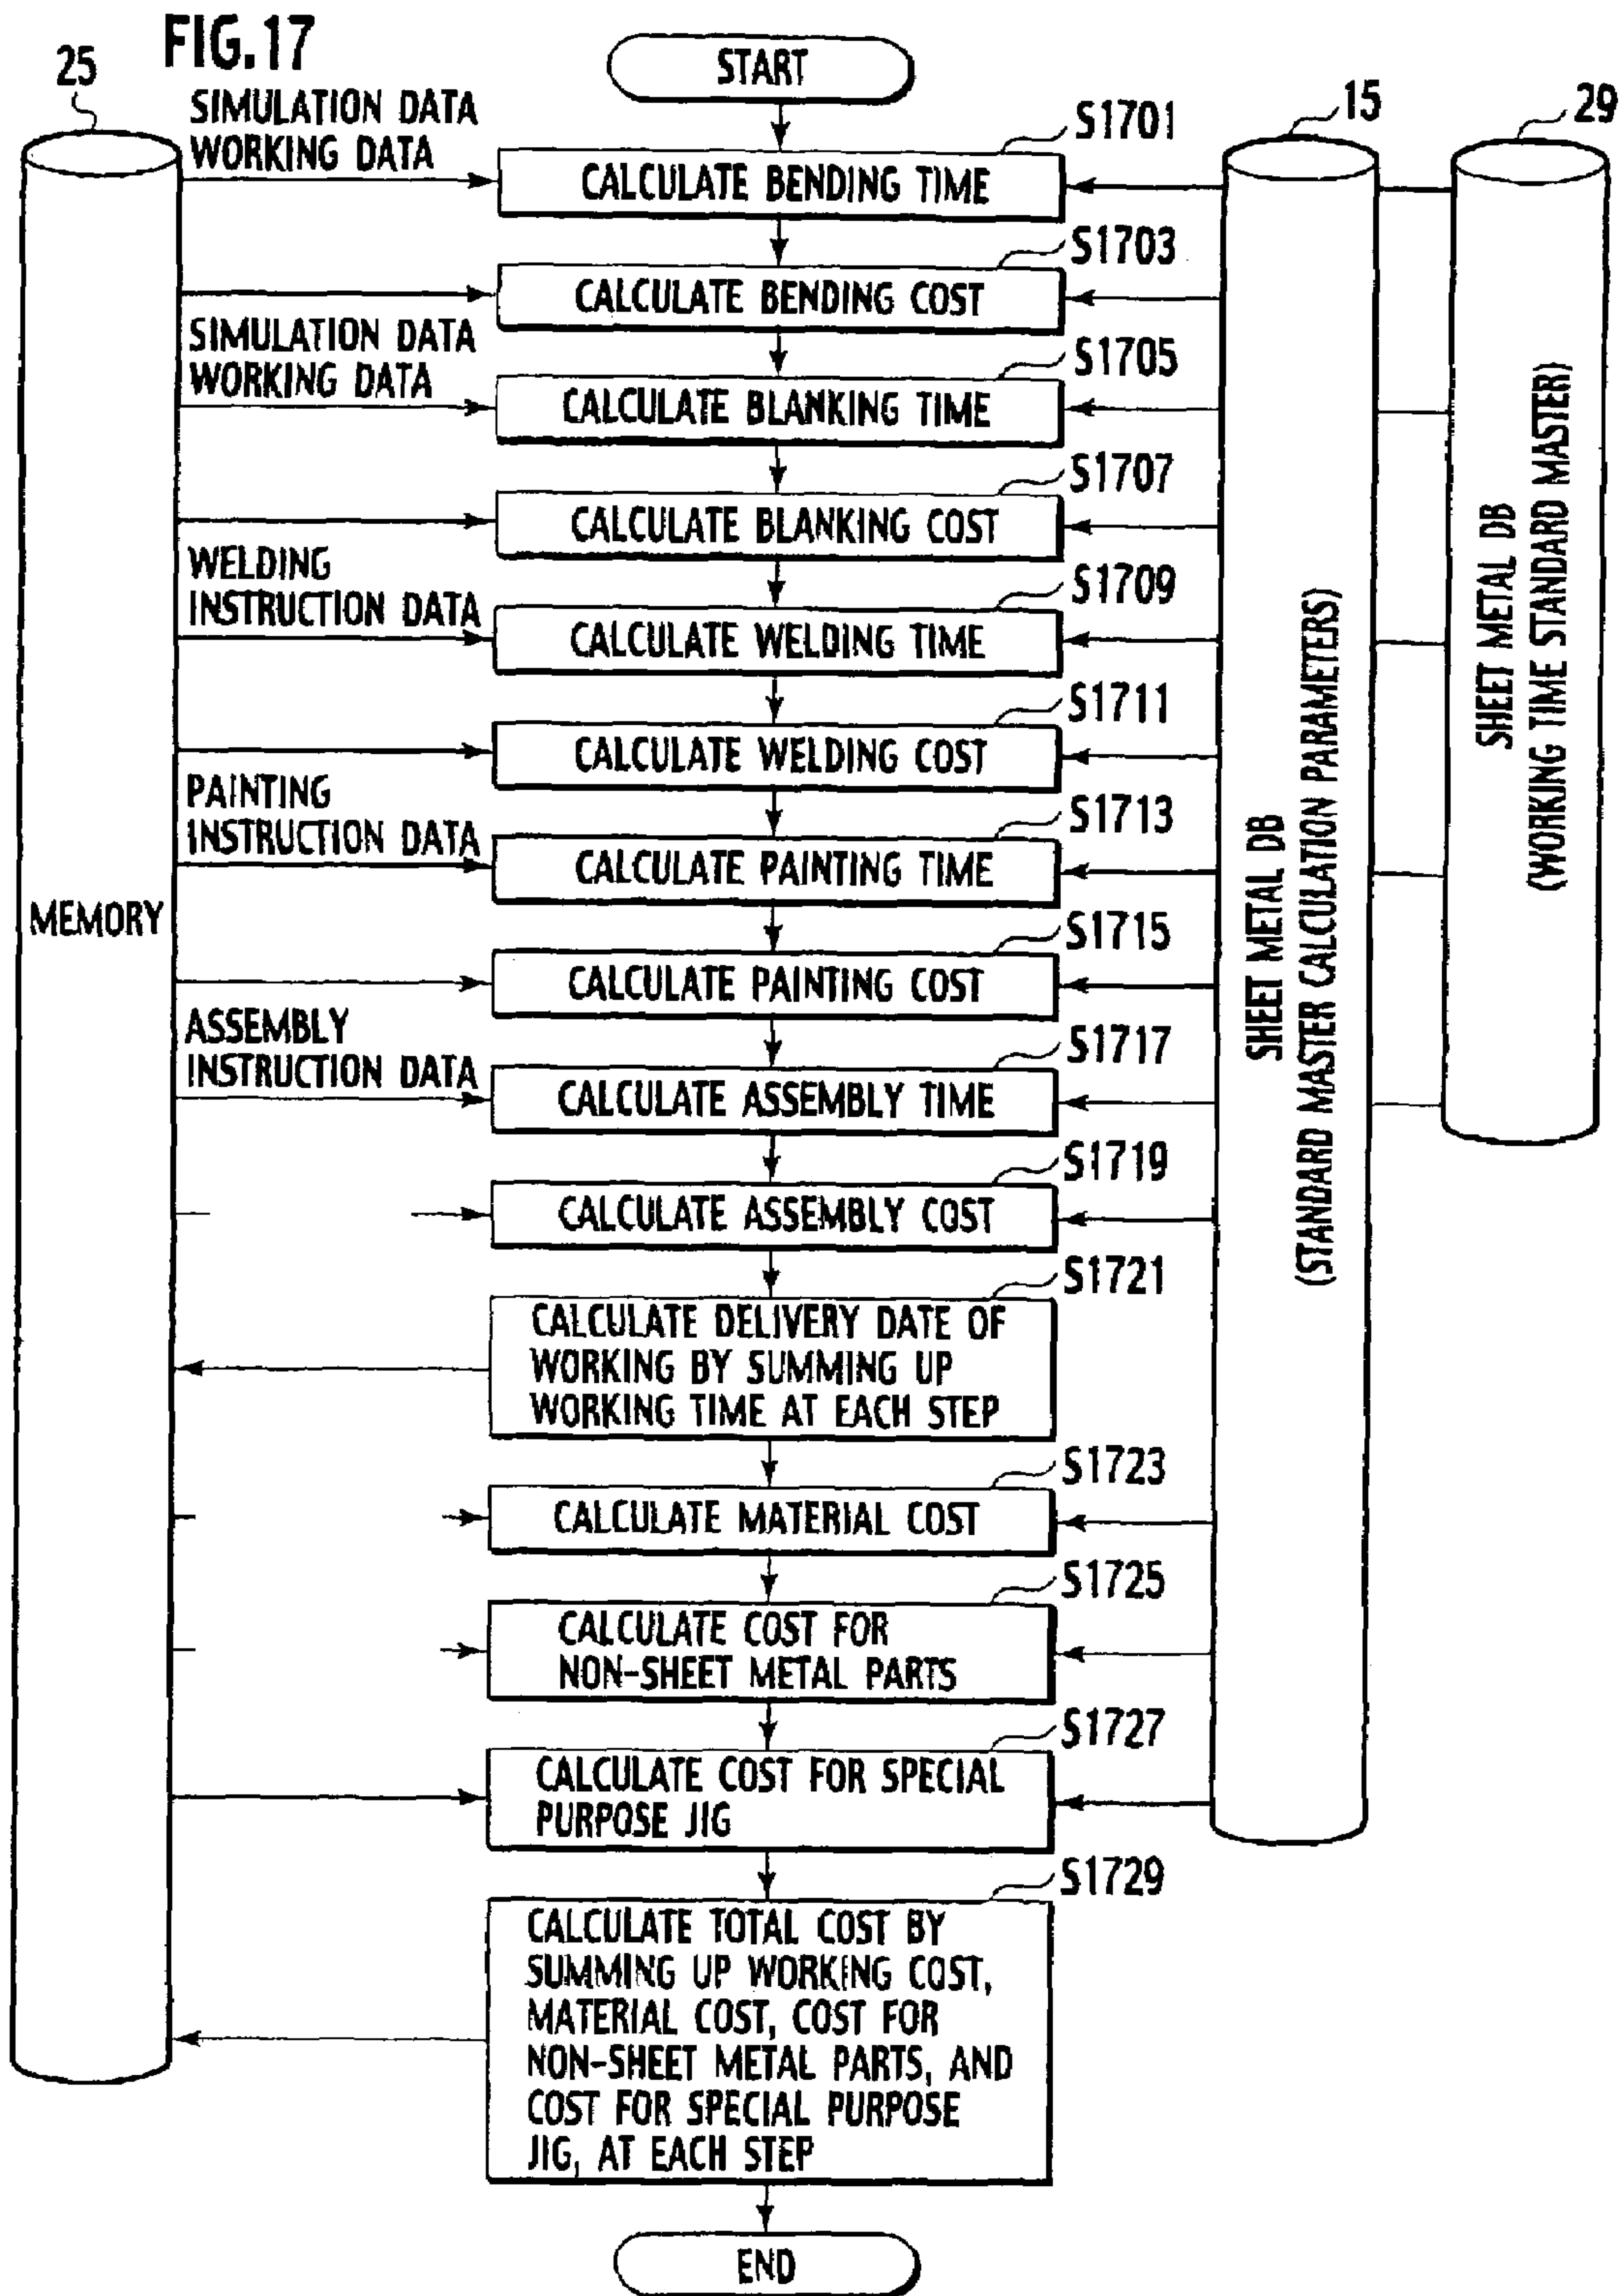 FIG.17
25
START
SIMULATION DATA
WORKING DATA
S1701
15
29
CALCULATE BENDING TIME
S1703
CALCULATE BENDING COST
SIMULATION DATA
WORKING DATA
S1705
CALCULATE BLANKING TIME
S1707
CALCULATE BLANKING COST
WELDING
INSTRUCTION DATA
S1709
CALCULATE WELDING TIME
S1711
CALCULATE WELDING COST
PAINTING
INSTRUCTION DATA
S1713
CALCULATE PAINTING TIME
MEMORY
S1715
CALCULATE PAINTING COST
ASSEMBLY
INSTRUCTION DATA
S1717
CALCULATE ASSEMBLY TIME
S1719
CALCULATE ASSEMBLY COST
S1721
CALCULATE DELIVERY DATE OF
WORKING BY SUMMING UP
WORKING TIME AT EACH STEP
S1723
CALCULATE MATERIAL COST
S1725
CALCULATE COST FOR
NON-SHEET METAL PARTS
S1727
CALCULATE COST FOR SPECIAL
PURPOSE JIG
S1729
CALCULATE TOTAL COST BY
SUMMING UP WORKING COST,
MATERIAL COST, COST FOR
NON-SHEET METAL PARTS, AND
COST FOR SPECIAL PURPOSE
JIG, AT EACH STEP
END
SHEET METAL DB
(STANDARD MASTER CALCULATION PARAMETERS)
SHEET METAL DB
(WORKING TIME STANDARD MASTER)